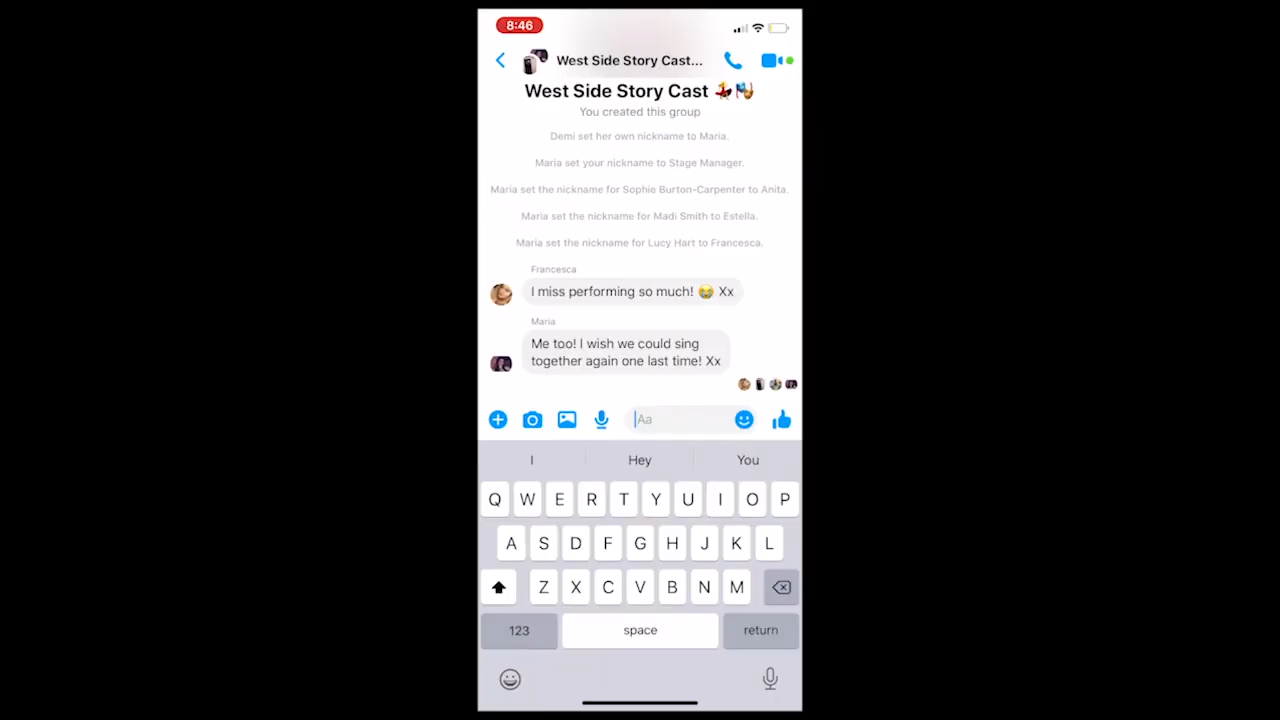 8:46
West Side Story Cast...
West Side Story Cast 💃🎻
You created this group
Demi set her own nickname to Maria.
Maria set your nickname to Stage Manager.
Maria set the nickname for Sophie Burton-Carpenter to Anita.
Maria set the nickname for Madi Smith to Estella.
Maria set the nickname for Lucy Hart to Francesca.
Francesca
I miss performing so much! 😭 Xx
Maria
Me too! I wish we could sing
together again one last time! Xx
Aa
I Hey You
Q W E R T Y U I O P
A S D F G H J K L
Z X C V B N M
123 space return